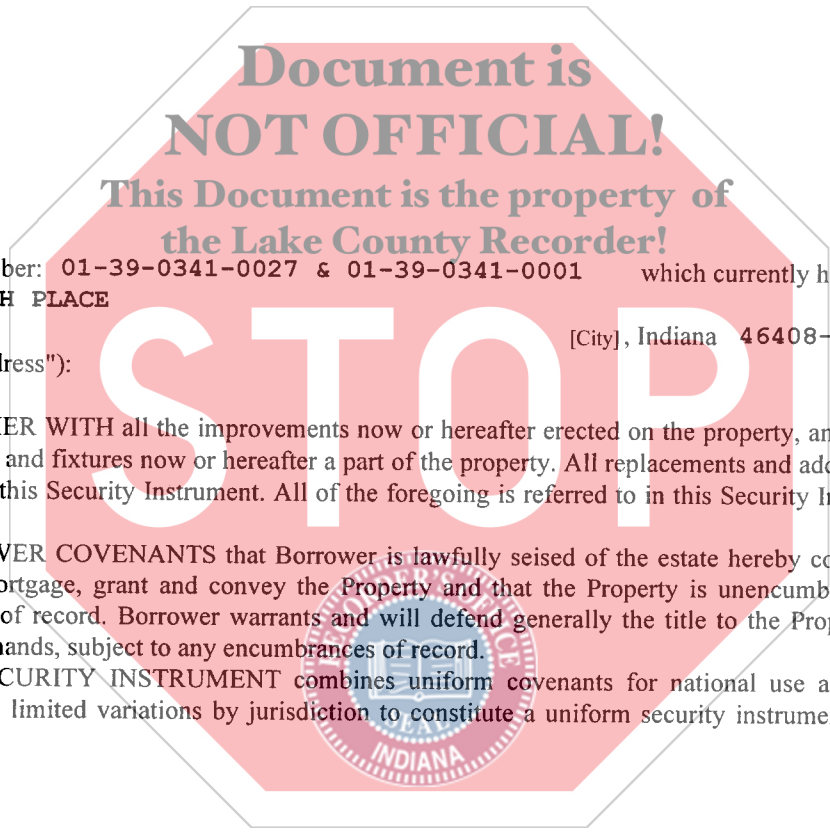 Document is
NOT OFFICIAL!
This Document is the property of
the Lake County Recorder!
ber: 01-39-0341-0027 & 01-39-0341-0001 which currently h
H PLACE
[City], Indiana 46408-
dress"):
STOP
ER WITH all the improvements now or hereafter erected on the property, an
and fixtures now or hereafter a part of the property. All replacements and add
this Security Instrument. All of the foregoing is referred to in this Security In
WER COVENANTS that Borrower is lawfully seised of the estate hereby co
ortgage, grant and convey the Property and that the Property is unencumb
of record. Borrower warrants and will defend generally the title to the Prop
ands, subject to any encumbrances of record.
CURITY INSTRUMENT combines uniform covenants for national use a
limited variations by jurisdiction to constitute a uniform security instrume
RECORDER'S OFFICE
SEAL
INDIANA